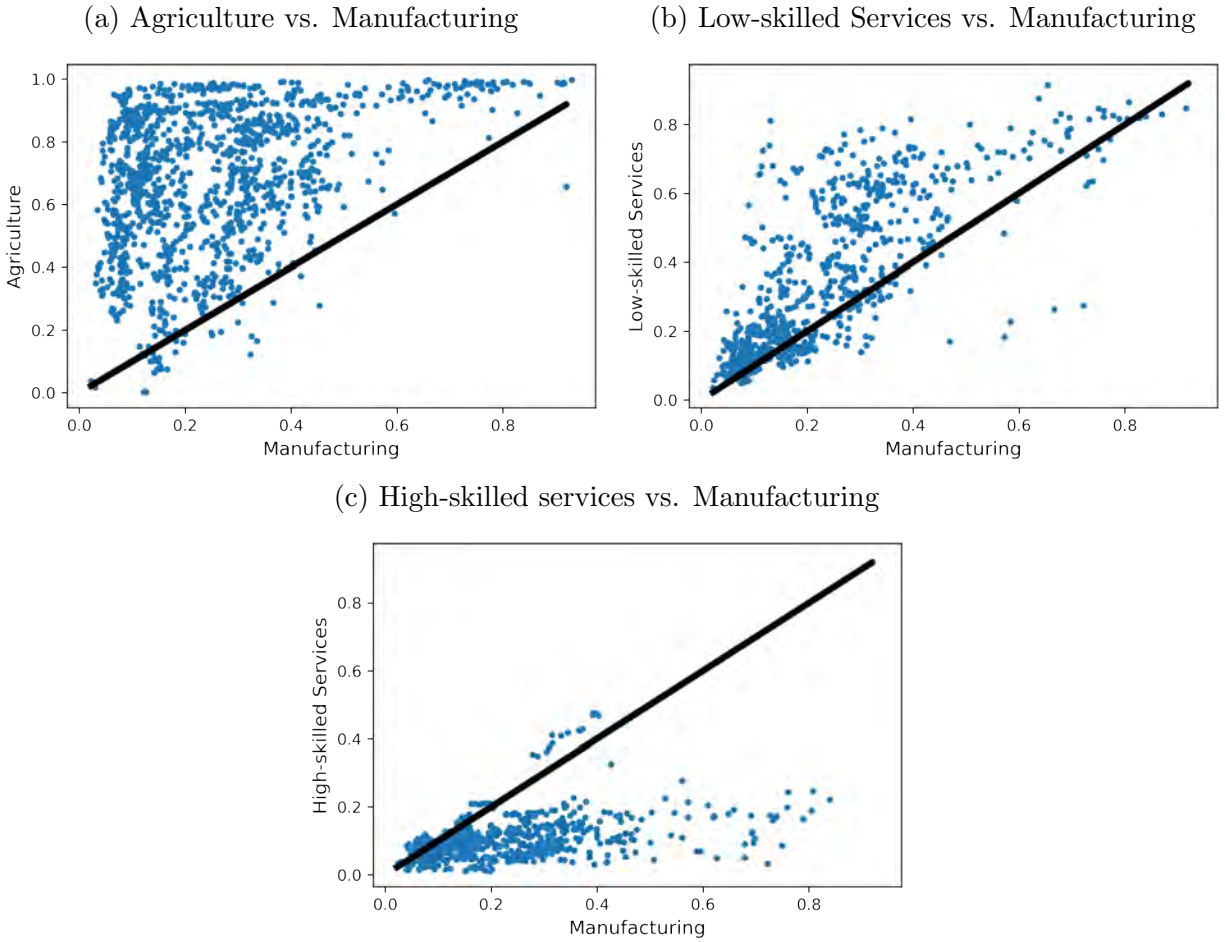 (a) Agriculture vs. Manufacturing
(b) Low-skilled Services vs. Manufacturing
1.0
0.8
0.6
0.4
0.2
0.0
Agriculture
0.0 0.2 0.4 0.6 0.8
Manufacturing
0.8
0.6
0.4
0.2
0.0
Low-skilled Services
0.0 0.2 0.4 0.6 0.8
Manufacturing
(c) High-skilled services vs. Manufacturing
0.8
0.6
0.4
0.2
0.0
High-skilled Services
0.0 0.2 0.4 0.6 0.8
Manufacturing